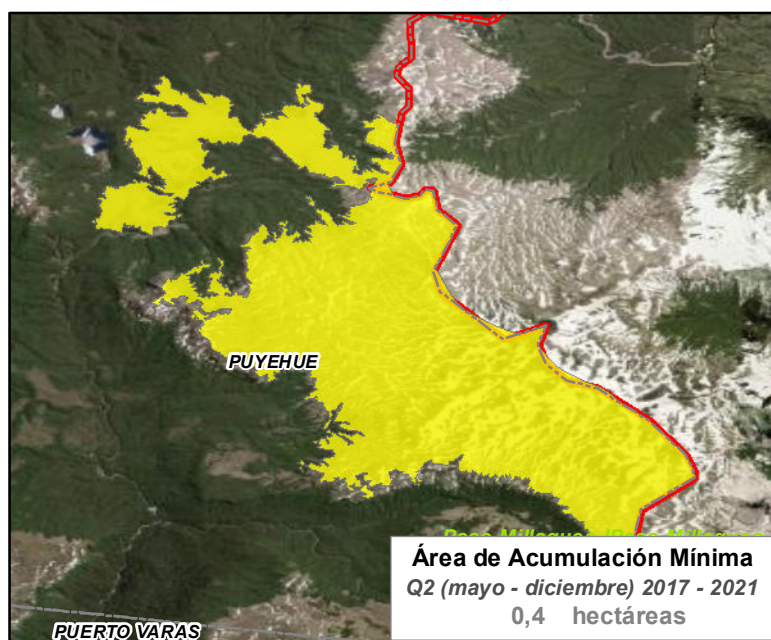 PUYEHUE
Área de Acumulación Mínima
Q2 (mayo - diciembre) 2017 - 2021
0,4 hectáreas
PUERTO VARAS